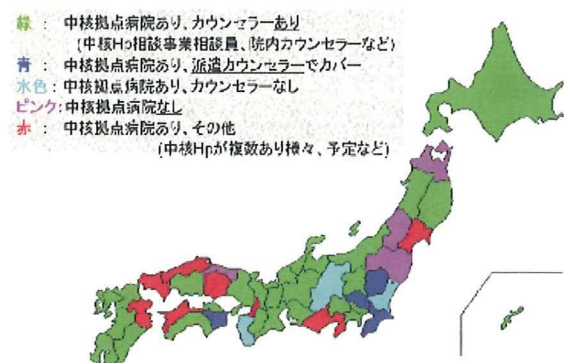 緑 : 中核拠点病院あり、カウンセラーあり
(中核Hp相談事業相談員、院内カウンセラーなど)
青 : 中核拠点病院あり、派遣カウンセラーでカバー
水色 : 中核拠点病院あり、カウンセラーなし
ピンク: 中核拠点病院なし
赤 : 中核拠点病院あり、その他
(中核Hpが複数あり様々、予定など)